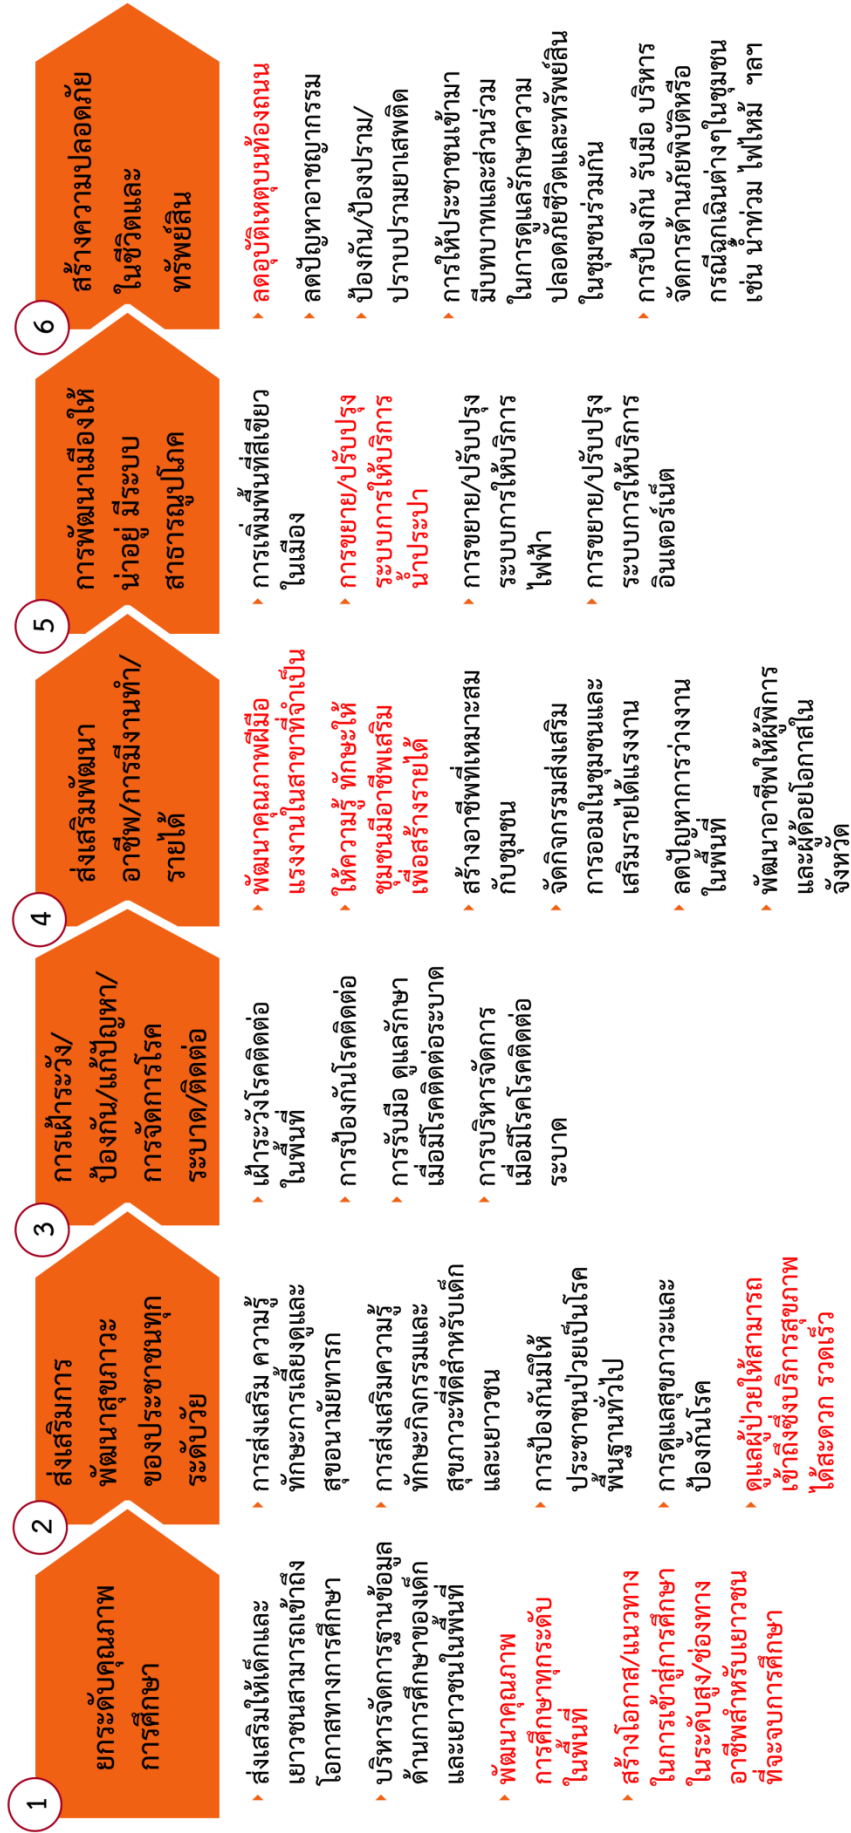 1
ยกระดับคุณภาพ
การศึกษา
ส่งเสริมให้เด็กและ
เยาวชนสามารถเข้าถึง
โอกาสทางการศึกษา
บริหารจัดการฐานข้อมูล
ด้านการศึกษาของเด็ก
และเยาวชนในพื้นที่
พัฒนาคุณภาพ
การศึกษาทุกระดับ
ในพื้นที่
สร้างโอกาส/แนวทาง
ในการเข้าสู่การศึกษา
ในระดับสูง/ช่องทาง
อาชีพสำหรับเยาวชน
ที่จะจบการศึกษา
2
ส่งเสริมการ
พัฒนาสุขภาวะ
ของประชาชนทุก
ระดับวัย
การส่งเสริม ความรู้
ทักษะการเลี้ยงดูและ
สุขอนามัยทารก
การส่งเสริมความรู้
ทักษะกิจกรรมและ
สุขภาวะที่ดีสำหรับเด็ก
และเยาวชน
การป้องกันมิให้
ประชาชนป่วยเป็นโรค
พื้นฐานทั่วไป
การดูแลสุขภาวะและ
ป้องกันโรค
ดูแลผู้ป่วยให้สามารถ
เข้าถึงซึ่งบริการสุขภาพ
ได้สะดวก รวดเร็ว
3
การเฝ้าระวัง/
ป้องกัน/แก้ปัญหา/
การจัดการโรค
ระบาด/ติดต่อ
เฝ้าระวังโรคติดต่อ
ในพื้นที่
การป้องกันโรคติดต่อ
การรับมือ ดูแลรักษา
เมื่อมีโรคติดต่อระบาด
การบริหารจัดการ
เมื่อมีโรคโรคติดต่อ
ระบาด
4
ส่งเสริมพัฒนา
อาชีพ/การมีงานทำ/
รายได้
พัฒนาคุณภาพฝีมือ
แรงงานในสาขาที่จำเป็น
ให้ความรู้ ทักษะให้
ชุมชนมีอาชีพเสริม
เพื่อสร้างรายได้
สร้างอาชีพที่เหมาะสม
กับชุมชน
จัดกิจกรรมส่งเสริม
การออมในชุมชนและ
เสริมรายได้แรงงาน
ลดปัญหาการว่างงาน
ในพื้นที่
พัฒนาอาชีพให้ผู้พิการ
และผู้ด้อยโอกาสใน
จังหวัด
5
การพัฒนาเมืองให้
น่าอยู่ มีระบบ
สาธารณูปโภค
การเพิ่มพื้นที่สีเขียว
ในเมือง
การขยาย/ปรับปรุง
ระบบการให้บริการ
น้ำประปา
การขยาย/ปรับปรุง
ระบบการให้บริการ
ไฟฟ้า
การขยาย/ปรับปรุง
ระบบการให้บริการ
อินเตอร์เน็ต
6
สร้างความปลอดภัย
ในชีวิตและ
ทรัพย์สิน
ลดอุบัติเหตุบนท้องถนน
ลดปัญหาอาชญากรรม
ป้องกัน/ป้องปราม/
ปราบปรามยาเสพติด
การให้ประชาชนเข้ามา
มีบทบาทและส่วนร่วม
ในการดูแลรักษาความ
ปลอดภัยชีวิตและทรัพย์สิน
ในชุมชนร่วมกัน
การป้องกัน รับมือ บริหาร
จัดการด้านภัยพิบัติหรือ
กรณีฉุกเฉินต่างๆในชุมชน
เช่น น้ำท่วม ไฟไหม้ ฯลฯ